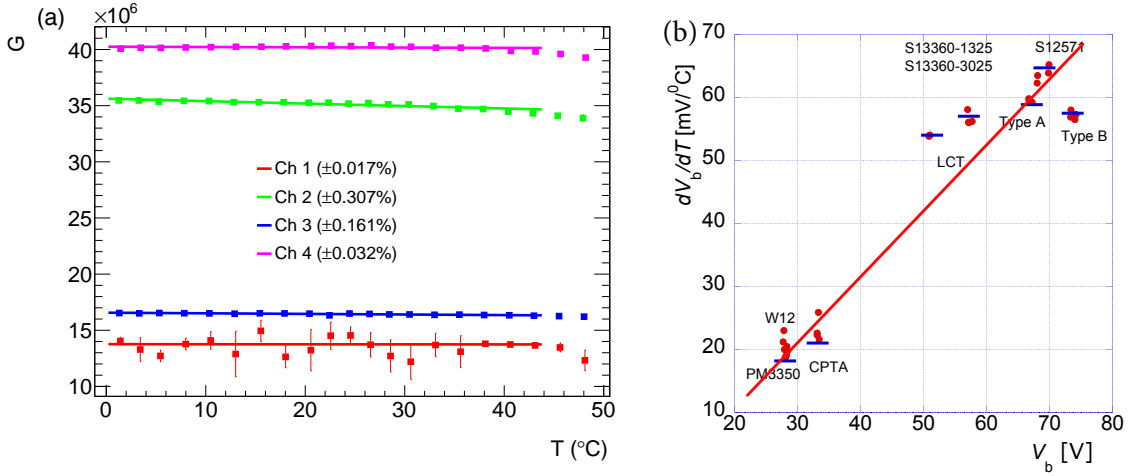 (a)
×10⁶
G
40
35
30
25
20
15
10
Ch 1 (±0.017%)
Ch 2 (±0.307%)
Ch 3 (±0.161%)
Ch 4 (±0.032%)
0 10 20 30 40 50
T (°C)
(b)
dV_b/dT [mV/⁰C]
70
60
50
40
30
20
10
S13360-1325
S13360-3025
S12571
Type A
Type B
LCT
W12
PM3350
CPTA
20 30 40 50 60 70 80
V_b [V]